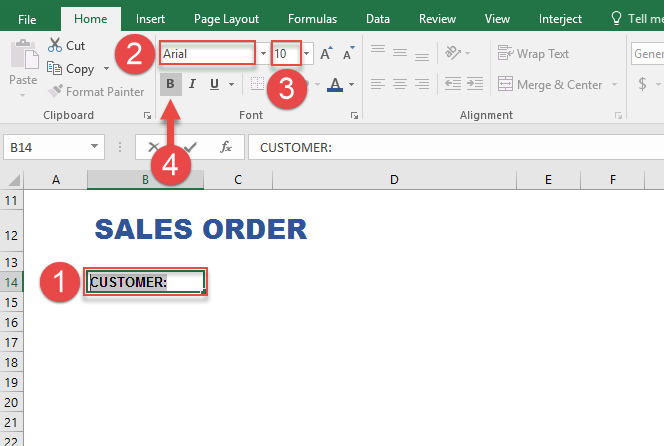 File Home Insert Page Layout Formulas Data Review View Interject Tell me
Cut
Copy
Format Painter
Paste
Clipboard
2
Arial 10 A A
B I U A
3
Font
Wrap Text
Merge & Center
Alignment
Gener
$
4
B14 fx CUSTOMER:
A B C D E F
11
12 SALES ORDER
13
1
14 CUSTOMER:
15
16
17
18
19
20
21
22